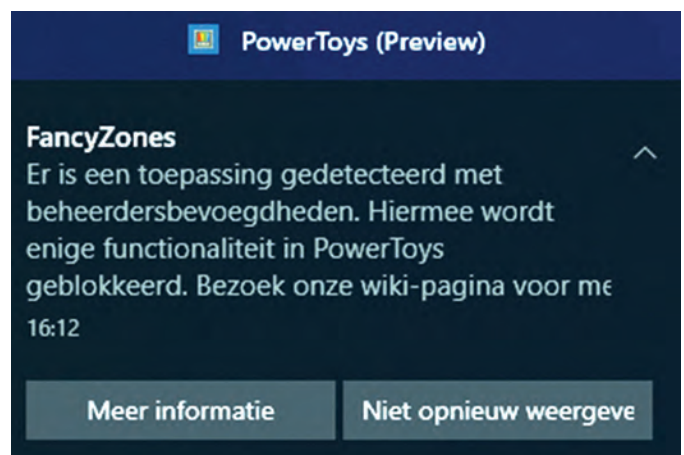 PowerToys (Preview)
FancyZones
Er is een toepassing gedetecteerd met
beheerdersbevoegdheden. Hiermee wordt
enige functionaliteit in PowerToys
geblokkeerd. Bezoek onze wiki-pagina voor me
16:12
Meer informatie
Niet opnieuw weergeve